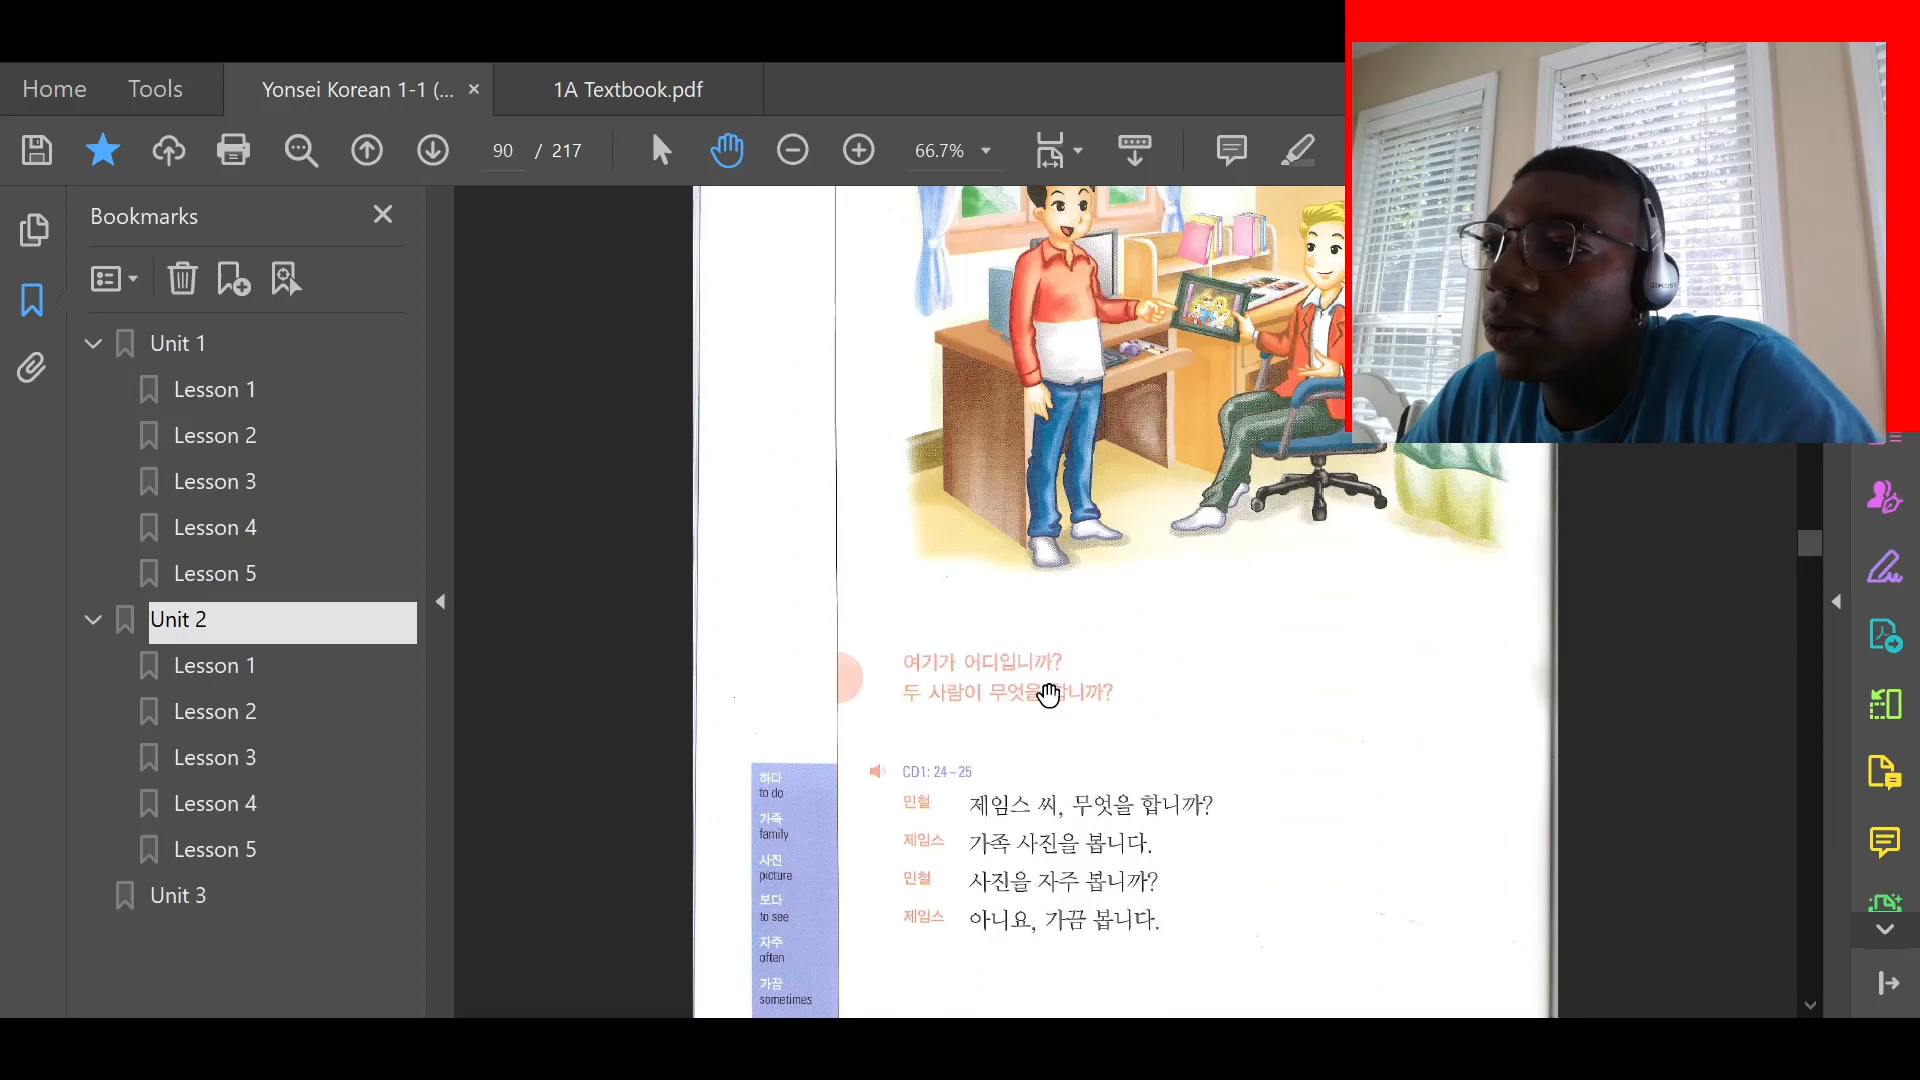 Home Tools Yonsei Korean 1-1 (... 1A Textbook.pdf
90 / 217 66.7%
Bookmarks
Unit 1
Lesson 1
Lesson 2
Lesson 3
Lesson 4
Lesson 5
Unit 2
Lesson 1
Lesson 2
Lesson 3
Lesson 4
Lesson 5
Unit 3
여기가 어디입니까?
두 사람이 무엇을 합니까?
하다
to do
가족
family
사진
picture
보다
to see
자주
often
가끔
sometimes
CD1: 24~25
민철 제임스 씨, 무엇을 합니까?
제임스 가족 사진을 봅니다.
민철 사진을 자주 봅니까?
제임스 아니요, 가끔 봅니다.